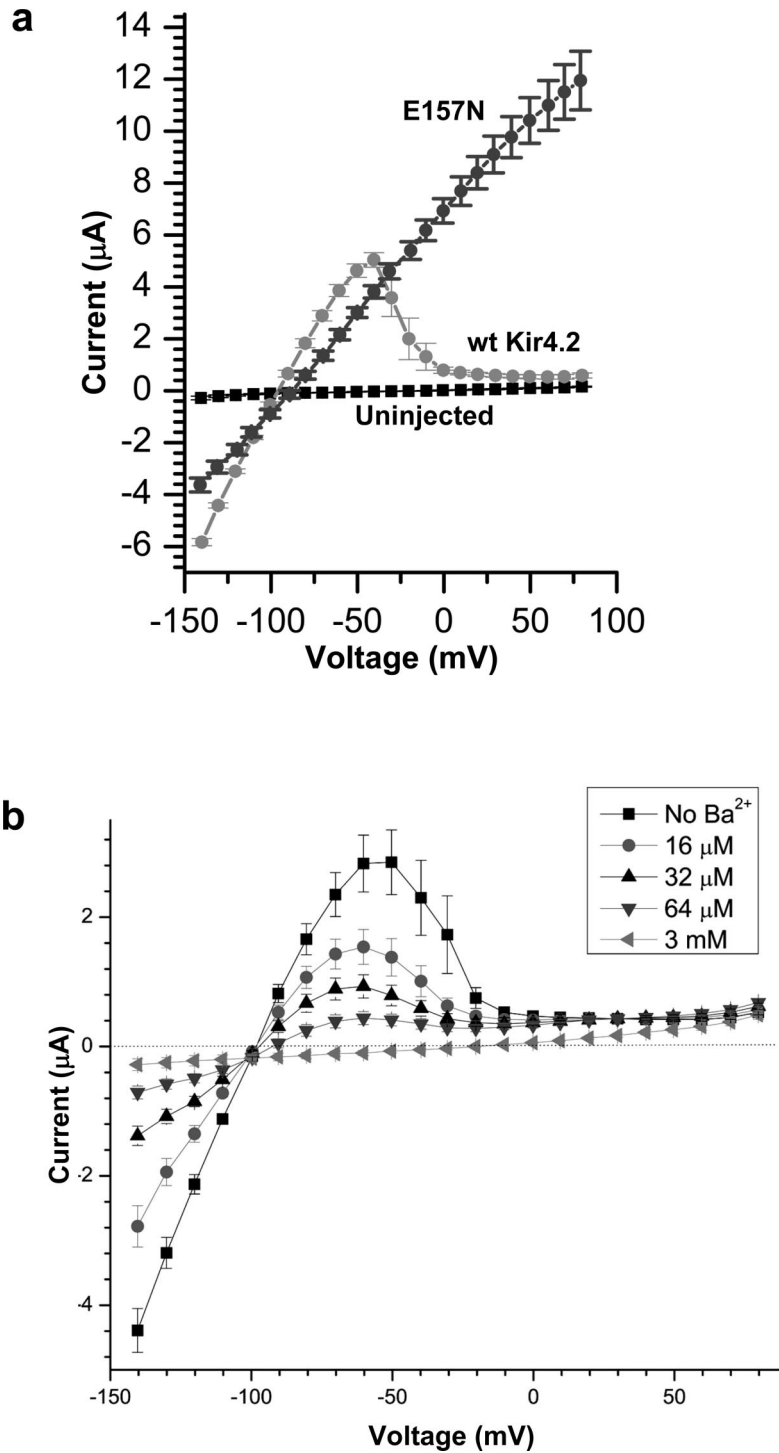 a
14
12
10
8
6
4
2
0
-2
-4
-6
Current (μA)
E157N
wt Kir4.2
Uninjected
-150 -100 -50 0 50 100
Voltage (mV)
b
No Ba²⁺
16 μM
32 μM
64 μM
3 mM
2
0
-2
-4
Current (μA)
-150 -100 -50 0 50
Voltage (mV)